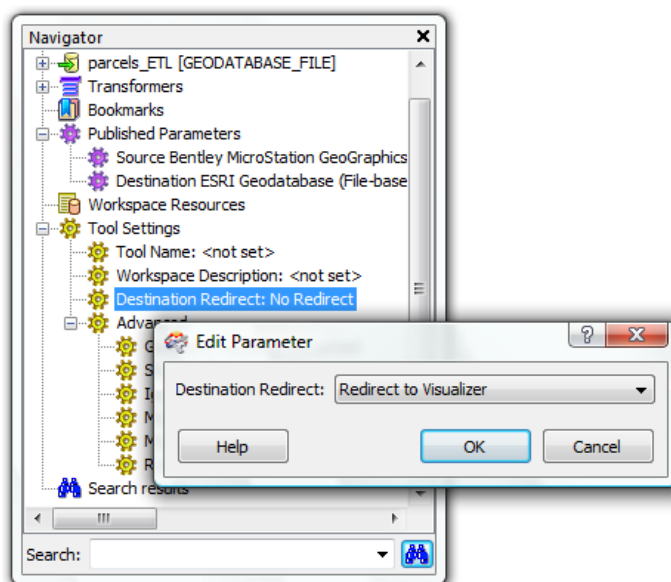 Navigator
parcels_ETL [GEODATABASE_FILE]
Transformers
Bookmarks
Published Parameters
Source Bentley MicroStation GeoGraphics
Destination ESRI Geodatabase (File-base
Workspace Resources
Tool Settings
Tool Name: <not set>
Workspace Description: <not set>
Destination Redirect: No Redirect
Advanced
Edit Parameter
Destination Redirect: Redirect to Visualizer
Help OK Cancel
Search results
Search: